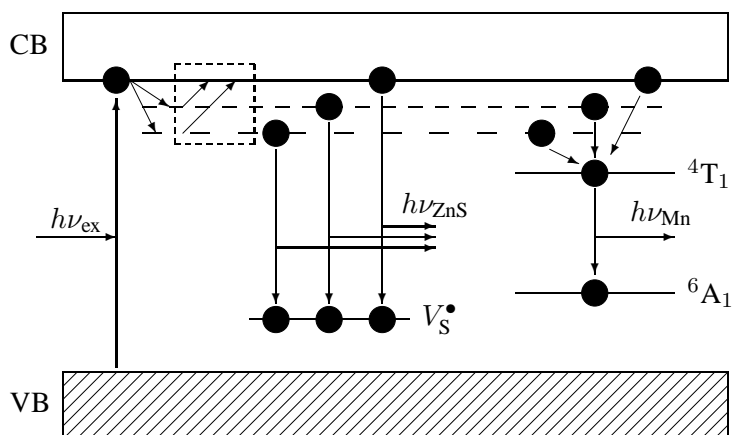 CB
hν_ex
hν_ZnS
V_S^•
⁴T₁
hν_Mn
⁶A₁
VB